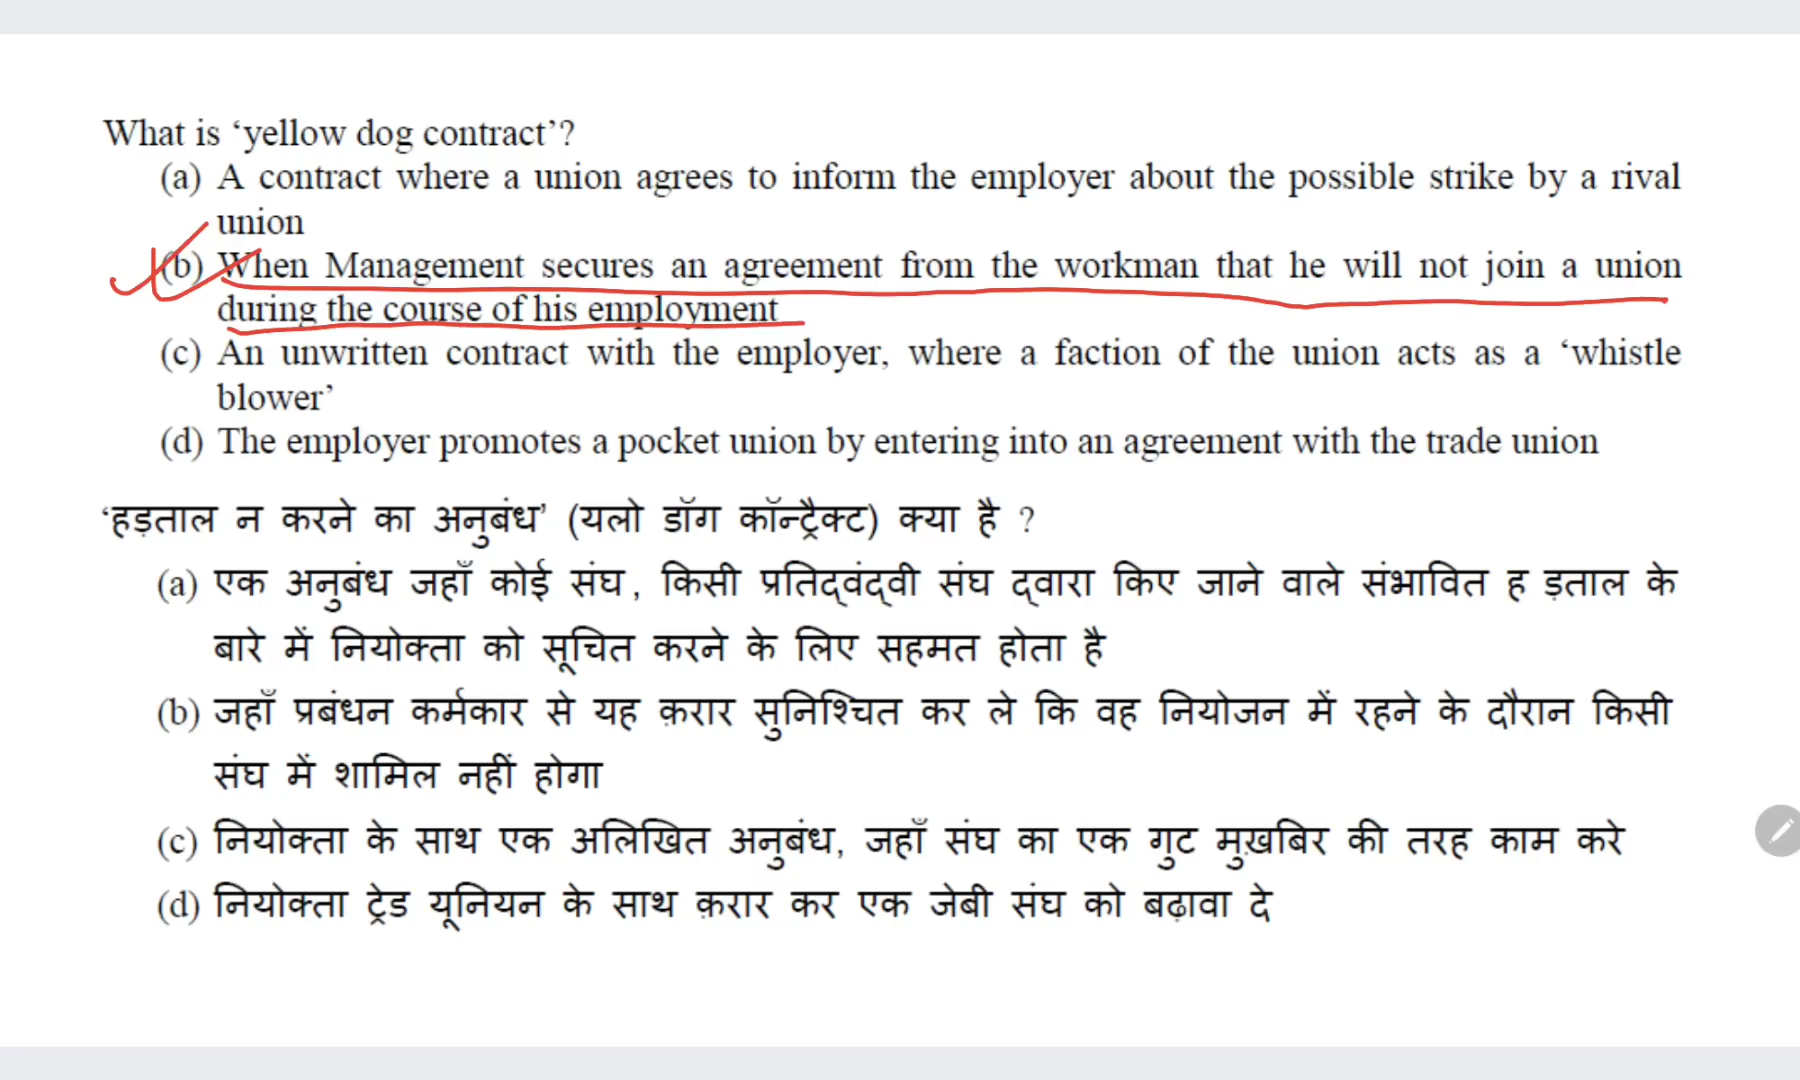 What is ‘yellow dog contract’?
(a) A contract where a union agrees to inform the employer about the possible strike by a rival
union
(b) When Management secures an agreement from the workman that he will not join a union
during the course of his employment
(c) An unwritten contract with the employer, where a faction of the union acts as a ‘whistle
blower’
(d) The employer promotes a pocket union by entering into an agreement with the trade union
‘हड़ताल न करने का अनुबंध’ (यलो डॉग कॉन्ट्रैक्ट) क्या है ?
(a) एक अनुबंध जहाँ कोई संघ, किसी प्रतिद्वंद्वी संघ द्वारा किए जाने वाले संभावित ह ड़ताल के
बारे में नियोक्ता को सूचित करने के लिए सहमत होता है
(b) जहाँ प्रबंधन कर्मकार से यह क़रार सुनिश्चित कर ले कि वह नियोजन में रहने के दौरान किसी
संघ में शामिल नहीं होगा
(c) नियोक्ता के साथ एक अलिखित अनुबंध, जहाँ संघ का एक गुट मुख़बिर की तरह काम करे
(d) नियोक्ता ट्रेड यूनियन के साथ क़रार कर एक जेबी संघ को बढ़ावा दे